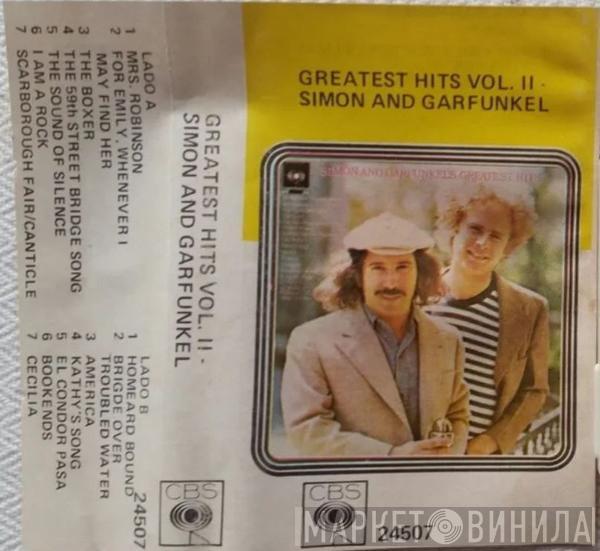 GREATEST HITS VOL. II -
SIMON AND GARFUNKEL
SIMON AND GARFUNKEL'S GREATEST HITS
CBS
24507
GREATEST HITS VOL. II -
SIMON AND GARFUNKEL
CBS
24507
LADO A
1 MRS. ROBINSON
2 FOR EMILY, WHENEVER I
MAY FIND HER
3 THE BOXER
4 THE 59th STREET BRIDGE SONG
5 THE SOUND OF SILENCE
6 I AM A ROCK
7 SCARBOROUGH FAIR/CANTICLE
LADO B
1 HOMEARD BOUND
2 BRIGDE OVER
TROUBLED WATER
3 AMERICA
4 KATHY'S SONG
5 EL CONDOR PASA
6 BOOKENDS
7 CECILIA
МАРКЕТ ВИНИЛА